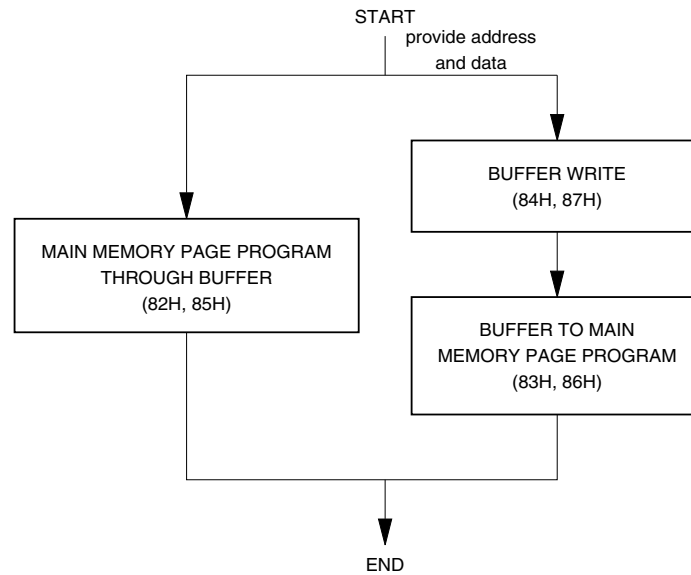 START
provide address
and data
BUFFER WRITE
(84H, 87H)
MAIN MEMORY PAGE PROGRAM
THROUGH BUFFER
(82H, 85H)
BUFFER TO MAIN
MEMORY PAGE PROGRAM
(83H, 86H)
END